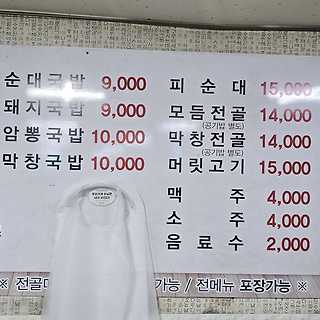 순대국밥 9,000
돼지국밥 9,000
암뽕국밥 10,000
막창국밥 10,000
피순대 15,000
모듬전골 14,000
(공기밥 별도)
막창전골 14,000
(공기밥 별도)
머릿고기 15,000
맥주 4,000
소주 4,000
음료수 2,000
※ 전골 가능 / 전메뉴 포장가능 ※